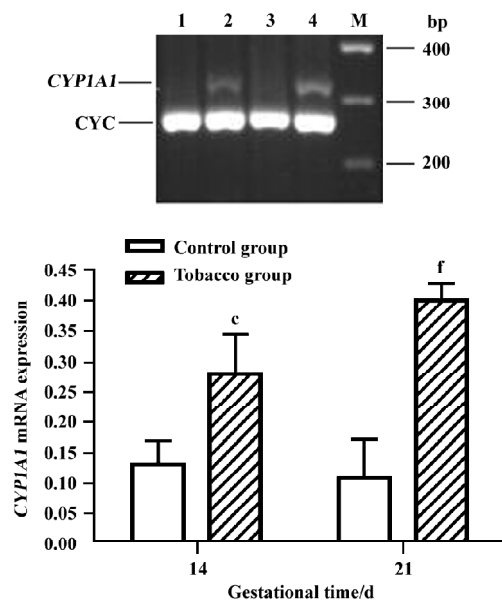 1 2 3 4 M bp
400
CYP1A1
300
CYC
200
Control group
Tobacco group
0.45
0.40
0.35
0.30
0.25
0.20
0.15
0.10
0.05
0.00
CYP1A1 mRNA expression
c
f
14 21
Gestational time/d